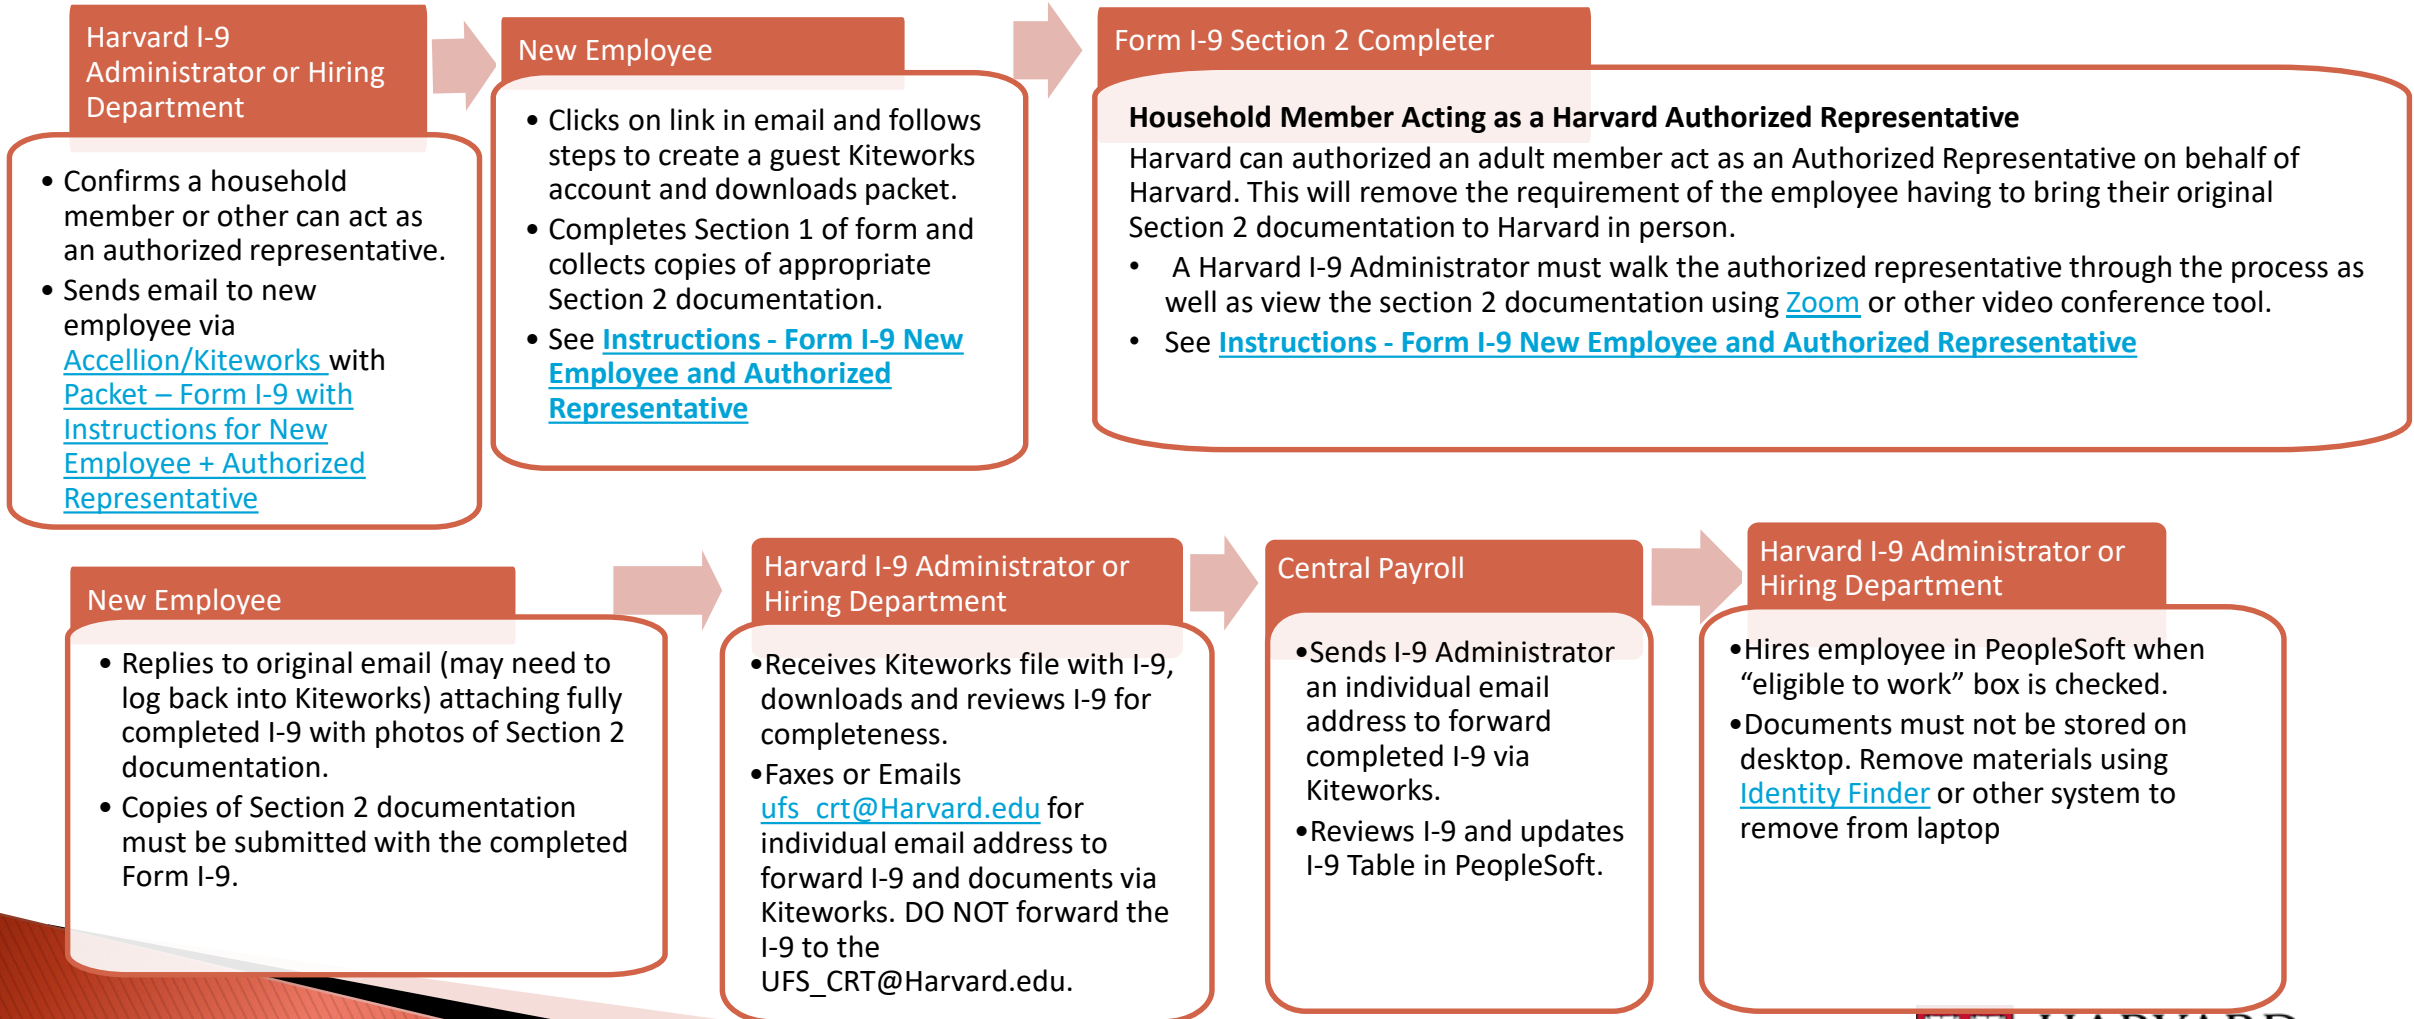 Harvard I-9
Administrator or Hiring
Department
• Confirms a household
member or other can act as
an authorized representative.
• Sends email to new
employee via
Accellion/Kiteworks with
Packet – Form I-9 with
Instructions for New
Employee + Authorized
Representative
New Employee
• Clicks on link in email and follows
steps to create a guest Kiteworks
account and downloads packet.
• Completes Section 1 of form and
collects copies of appropriate
Section 2 documentation.
• See Instructions - Form I-9 New
Employee and Authorized
Representative
Form I-9 Section 2 Completer
Household Member Acting as a Harvard Authorized Representative
Harvard can authorized an adult member act as an Authorized Representative on behalf of
Harvard. This will remove the requirement of the employee having to bring their original
Section 2 documentation to Harvard in person.
• A Harvard I-9 Administrator must walk the authorized representative through the process as
well as view the section 2 documentation using Zoom or other video conference tool.
• See Instructions - Form I-9 New Employee and Authorized Representative
New Employee
• Replies to original email (may need to
log back into Kiteworks) attaching fully
completed I-9 with photos of Section 2
documentation.
• Copies of Section 2 documentation
must be submitted with the completed
Form I-9.
Harvard I-9 Administrator or
Hiring Department
•Receives Kiteworks file with I-9,
downloads and reviews I-9 for
completeness.
•Faxes or Emails
ufs_crt@Harvard.edu for
individual email address to
forward I-9 and documents via
Kiteworks. DO NOT forward the
I-9 to the
UFS_CRT@Harvard.edu.
Central Payroll
•Sends I-9 Administrator
an individual email
address to forward
completed I-9 via
Kiteworks.
•Reviews I-9 and updates
I-9 Table in PeopleSoft.
Harvard I-9 Administrator or
Hiring Department
•Hires employee in PeopleSoft when
“eligible to work” box is checked.
•Documents must not be stored on
desktop. Remove materials using
Identity Finder or other system to
remove from laptop
HARVARD